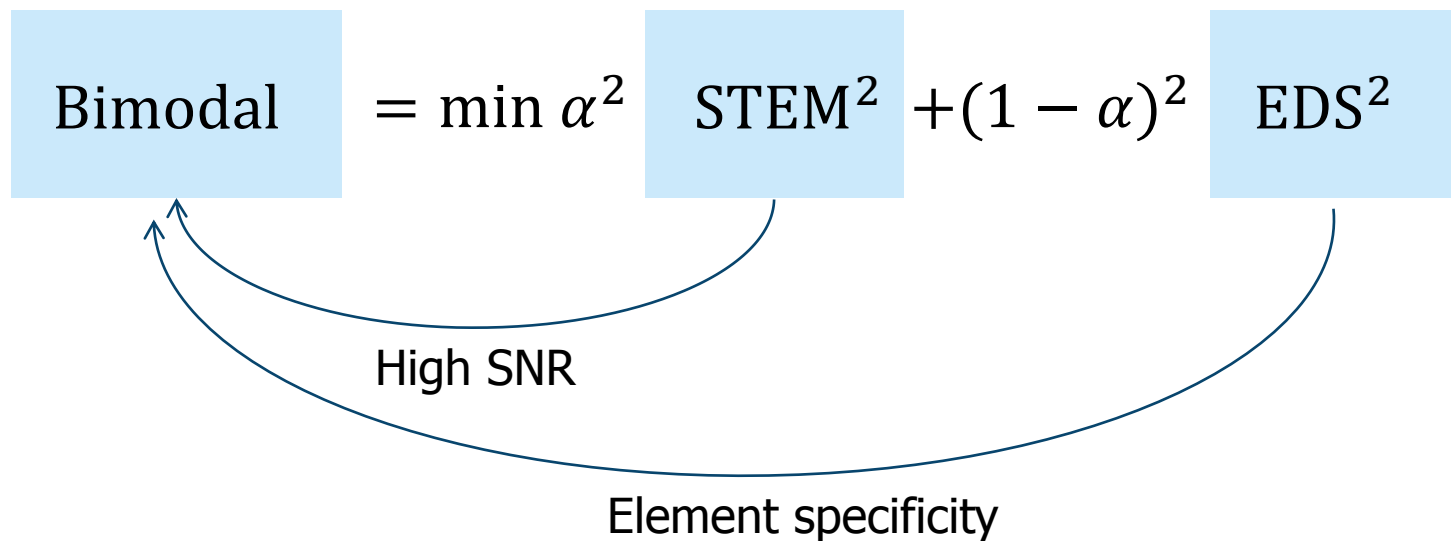 Bimodal = min α² STEM² +(1 − α)² EDS²
High SNR
Element specificity